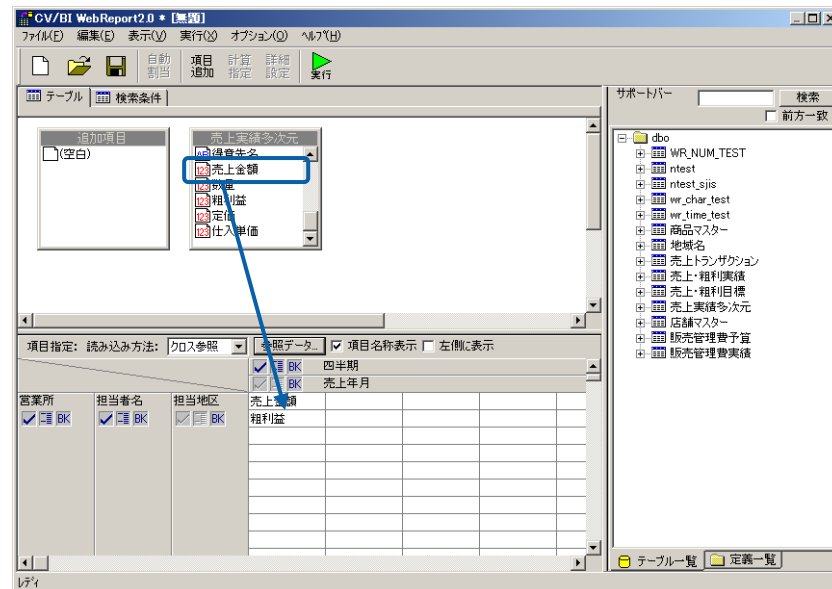 CV/BI WebReport2.0 * [無題]
ファイル(F) 編集(E) 表示(V) 実行(X) オプション(O) ヘルプ(H)
自動割当 項目追加 計算指定 詳細設定 実行
テーブル 検索条件
追加項目
(空白)
売上実績多次元
得意先名
売上金額
数量
粗利益
定価
仕入単価
項目指定: 読み込み方法: クロス参照 参照データ... 項目名称表示 左側に表示
BK 四半期
BK 売上年月
営業所 担当者名 担当地区 売上金額
BK BK BK 粗利益
サポートバー 検索
前方一致
dbo
WR_NUM_TEST
ntest
ntest_sjis
wr_char_test
wr_time_test
商品マスター
地域名
売上トランザクション
売上・粗利実績
売上・粗利目標
売上実績多次元
店舗マスター
販売管理費予算
販売管理費実績
テーブル一覧 定義一覧
レディ